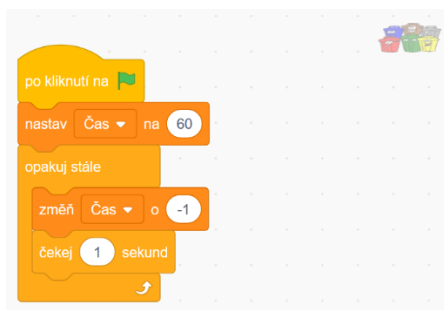 po kliknutí na
nastav Čas na 60
opakuj stále
změň Čas o -1
čekej 1 sekund